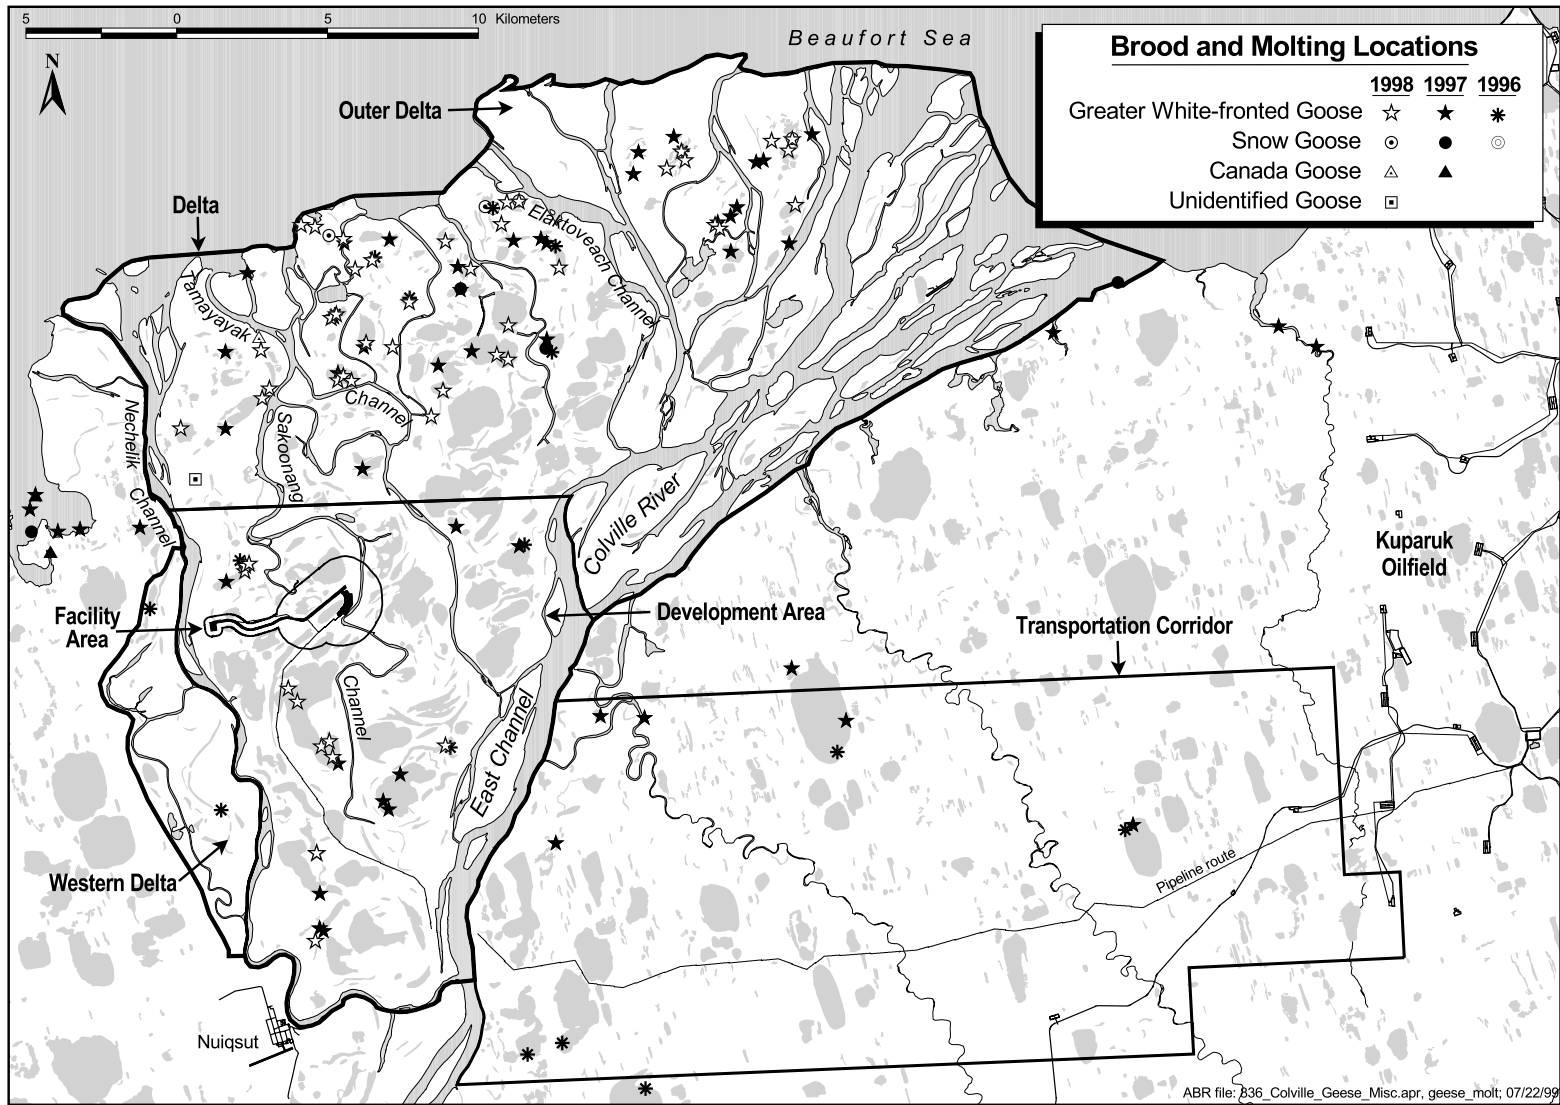 5 0 5 10 Kilometers
N
Beaufort Sea
Brood and Molting Locations
1998 1997 1996
Greater White-fronted Goose
Snow Goose
Canada Goose
Unidentified Goose
Outer Delta
Delta
Elaktoveach Channel
Tamayayak
Channel
Nechelik
Channel
Sakoonang
Channel
Colville River
Kuparuk
Oilfield
Facility
Area
Development Area
Transportation Corridor
East Channel
Western Delta
Pipeline route
Nuiqsut
ABR file: 836_Colville_Geese_Misc.apr, geese_molt; 07/22/99